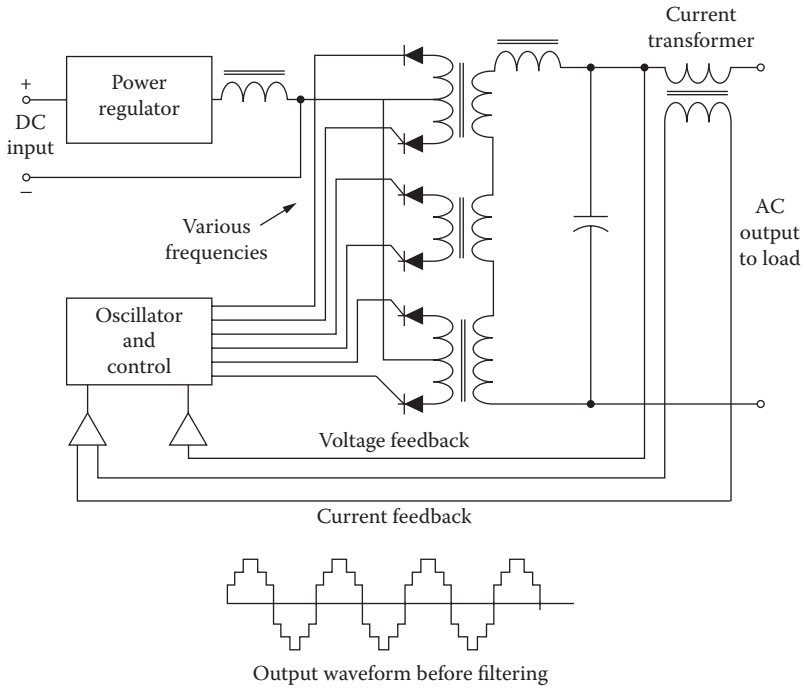 Current
transformer
+
Power
regulator
DC
input
−
Various
frequencies
AC
output
to load
Oscillator
and
control
Voltage feedback
Current feedback
Output waveform before filtering